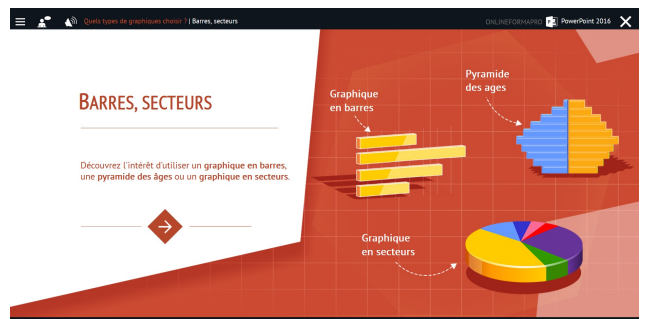 Quels types de graphiques choisir ? | Barres, secteurs
ONLINEFORMAPRO PowerPoint 2016
BARRES, SECTEURS
Découvrez l'intérêt d'utiliser un graphique en barres,
une pyramide des âges ou un graphique en secteurs.
Graphique
en barres
Pyramide
des ages
Graphique
en secteurs